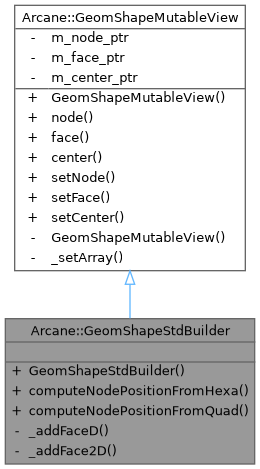 Arcane::GeomShapeMutableView
- m_node_ptr
- m_face_ptr
- m_center_ptr
+ GeomShapeMutableView()
+ node()
+ face()
+ center()
+ setNode()
+ setFace()
+ setCenter()
- GeomShapeMutableView()
- _setArray()
Arcane::GeomShapeStdBuilder
+ GeomShapeStdBuilder()
+ computeNodePositionFromHexa()
+ computeNodePositionFromQuad()
- _addFaceD()
- _addFace2D()